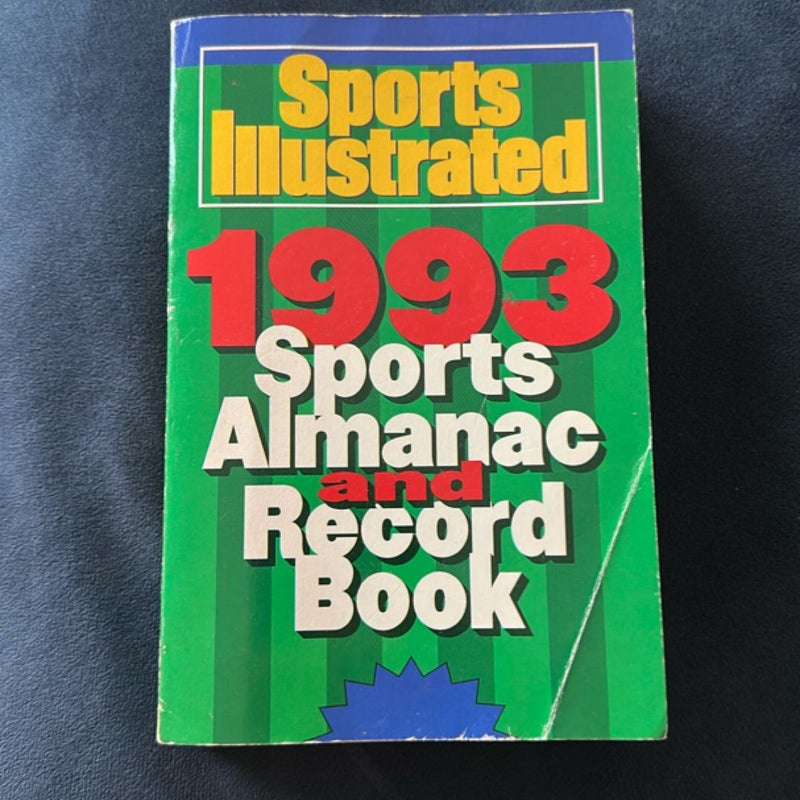 Sports
Illustrated
1993
Sports
Almanac
and
Record
Book